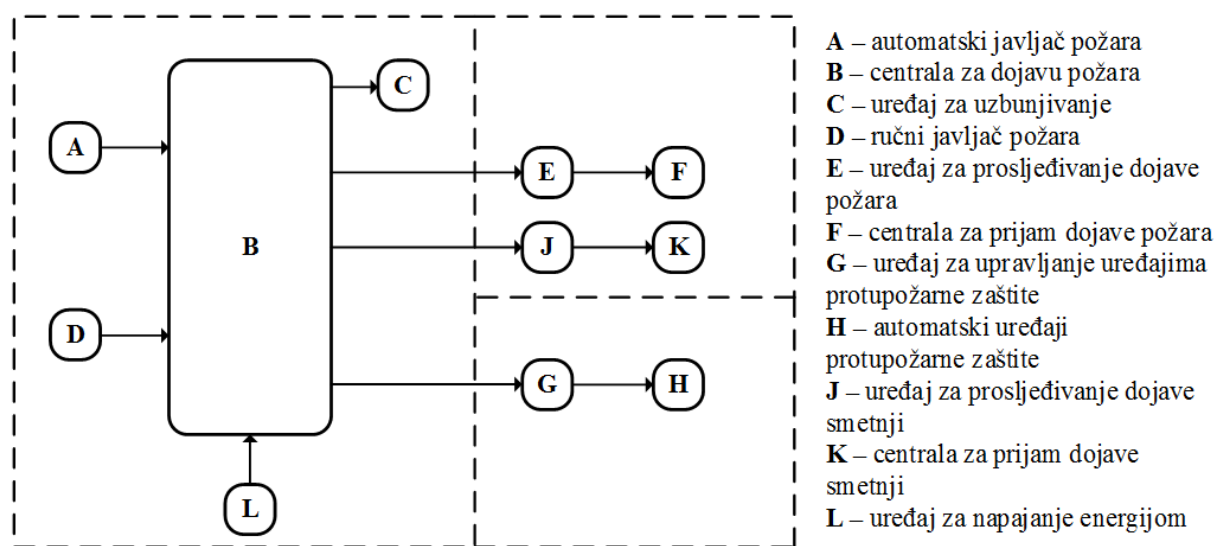 A
B
C
D
E
F
J
K
G
H
L
A – automatski javljač požara
B – centrala za dojavu požara
C – uređaj za uzbunjivanje
D – ručni javljač požara
E – uređaj za prosljeđivanje dojave
požara
F – centrala za prijam dojave požara
G – uređaj za upravljanje uređajima
protupožarne zaštite
H – automatski uređaji
protupožarne zaštite
J – uređaj za prosljeđivanje dojave
smetnji
K – centrala za prijam dojave
smetnji
L – uređaj za napajanje energijom